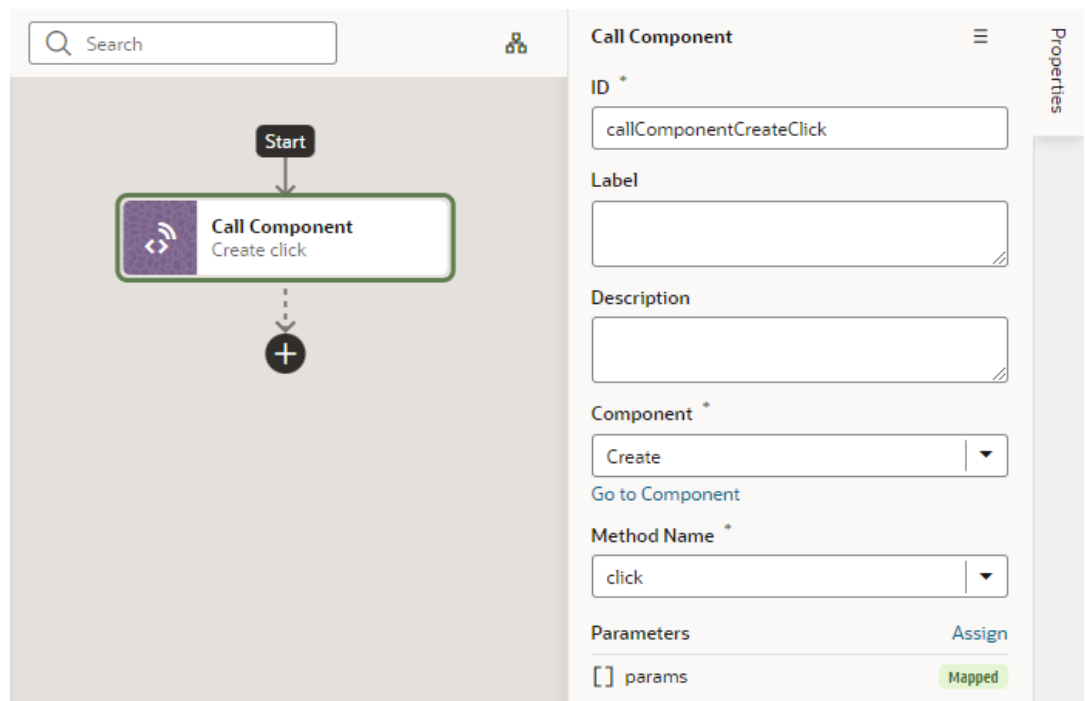 Search
Start
Call Component
Create click
Call Component
ID *
callComponentCreateClick
Label
Description
Component *
Create
Go to Component
Method Name *
click
Parameters Assign
[] params Mapped
Properties